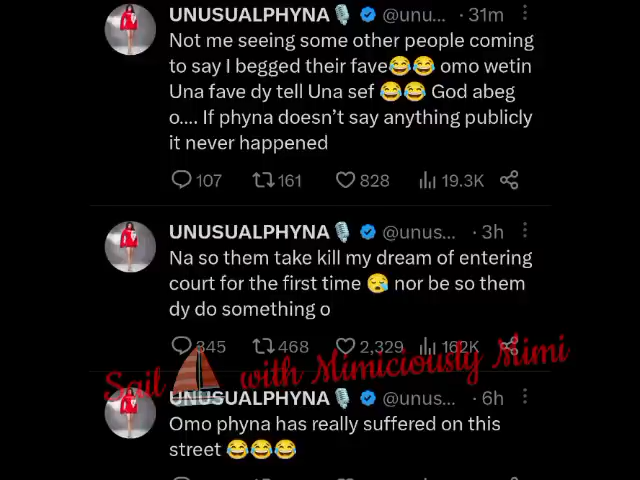 UNUSUALPHYNA🎙️ @unu... · 31m
Not me seeing some other people coming
to say I begged their fave😂😂 omo wetin
Una fave dy tell Una sef 😂😂 God abeg
o.... If phyna doesn't say anything publicly
it never happened
107 161 828 19.3K
UNUSUALPHYNA🎙️ @unus... · 3h
Na so them take kill my dream of entering
court for the first time 😪 nor be so them
dy do something o
345 468 2,329 162K
Sail with Mimiciously Mimi
UNUSUALPHYNA🎙️ @unus... · 6h
Omo phyna has really suffered on this
street 😂😂😂